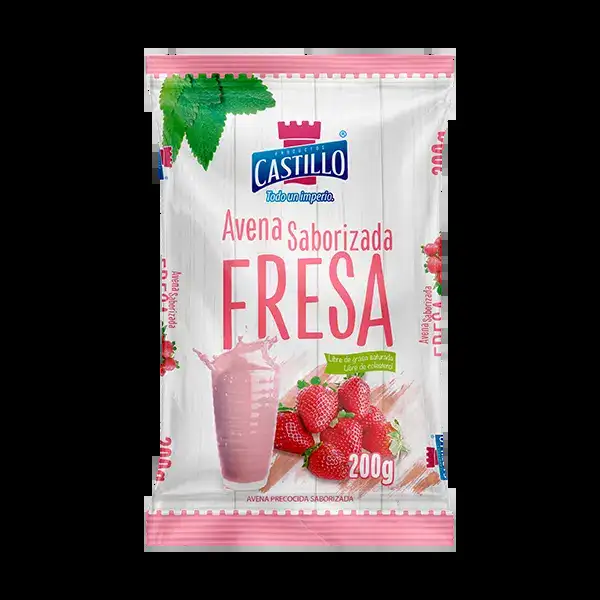 PRODUCTOS
CASTILLO®
Todo un imperio.
Avena Saborizada
FRESA
Libre de grasa saturada
Libre de colesterol
200g
AVENA PRECOCIDA SABORIZADA
200g
Avena
Saborizada
FRESA
200g
Avena
Saborizada
FRESA
CASTILLO